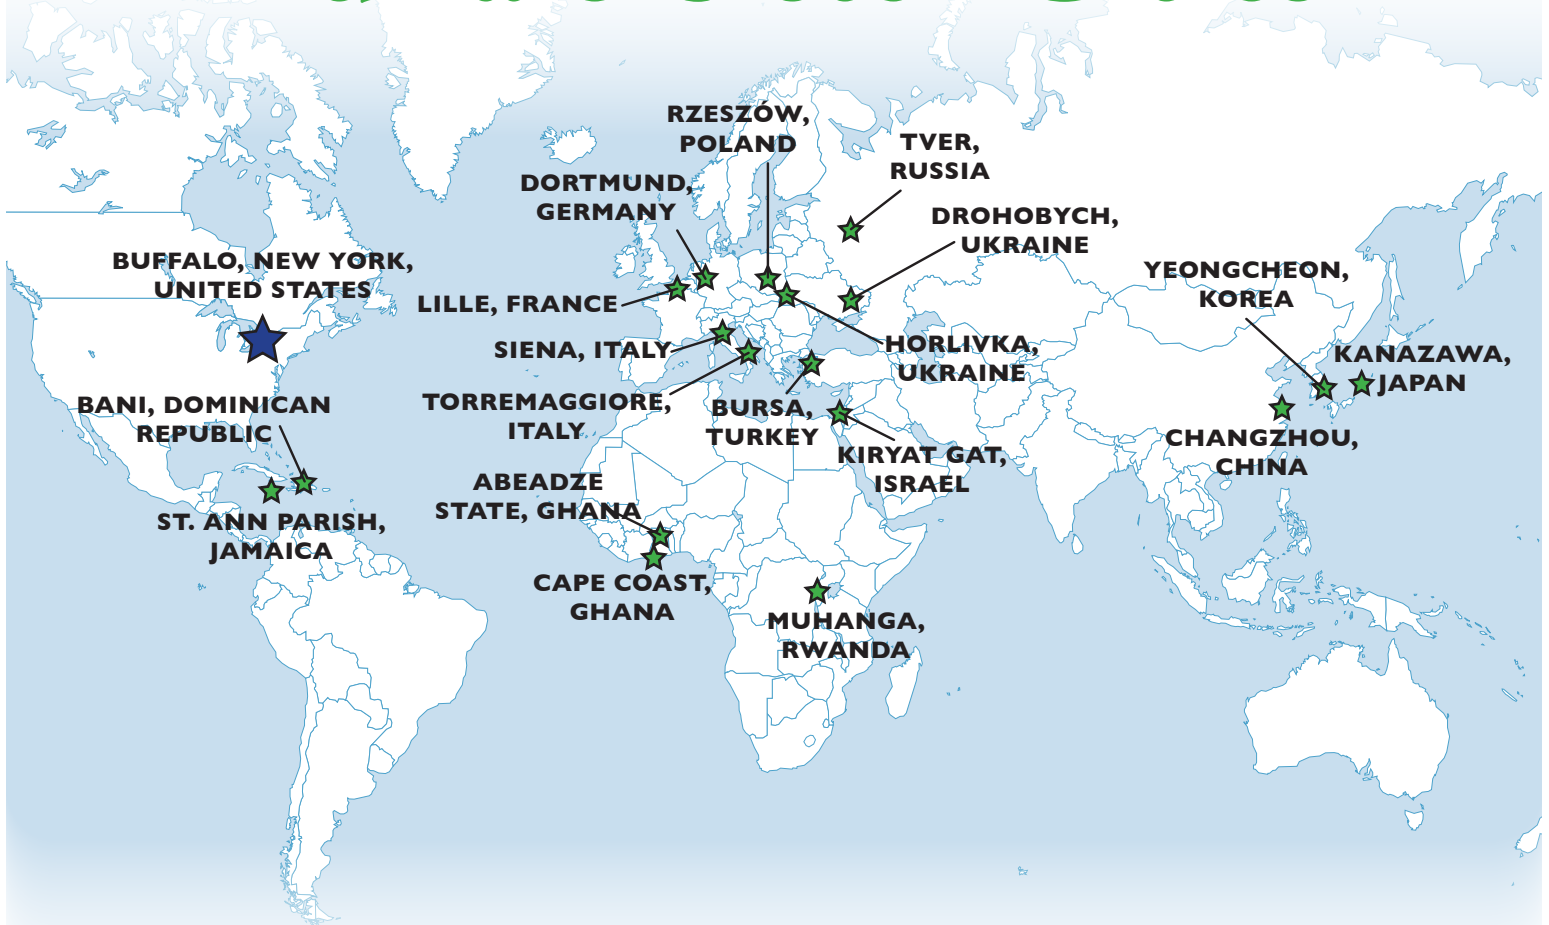 RZESZÓW,
POLAND
TVER,
RUSSIA
DORTMUND,
GERMANY
DROHOBYCH,
UKRAINE
BUFFALO, NEW YORK,
UNITED STATES
YEONGCHEON,
KOREA
LILLE, FRANCE
SIENA, ITALY
HORLIVKA,
UKRAINE
KANAZAWA,
JAPAN
BANI, DOMINICAN
REPUBLIC
TORREMAGGIORE,
ITALY
BURSA,
TURKEY
CHANGZHOU,
CHINA
KIRYAT GAT,
ISRAEL
ABEADZE
STATE, GHANA
ST. ANN PARISH,
JAMAICA
CAPE COAST,
GHANA
MUHANGA,
RWANDA